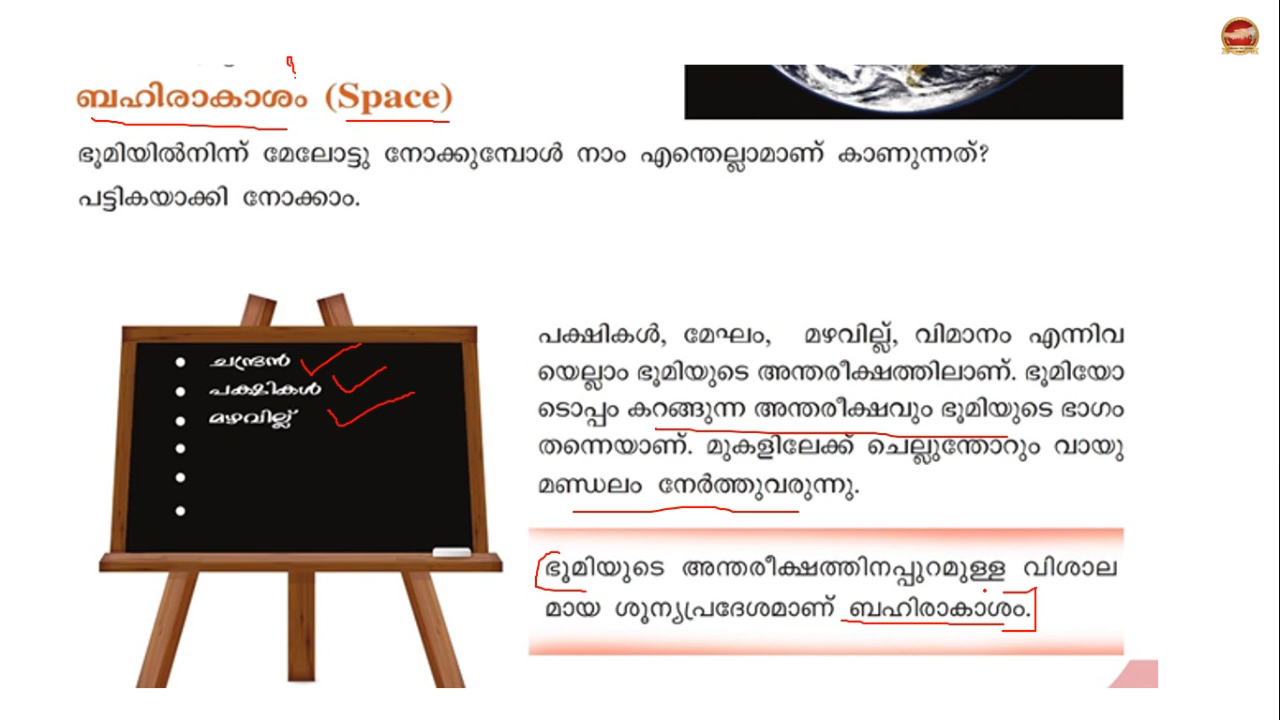 ബഹിരാകാശം (Space)
ഭൂമിയിൽനിന്ന് മേലോട്ടു നോക്കുമ്പോൾ നാം എന്തെല്ലാമാണ് കാണുന്നത്?
പട്ടികയാക്കി നോക്കാം.
ചന്ദ്രൻ
പക്ഷികൾ
മഴവില്ല്
പക്ഷികൾ, മേഘം, മഴവില്ല്, വിമാനം എന്നിവ
യെല്ലാം ഭൂമിയുടെ അന്തരീക്ഷത്തിലാണ്. ഭൂമിയോ
ടൊപ്പം കറങ്ങുന്ന അന്തരീക്ഷവും ഭൂമിയുടെ ഭാഗം
തന്നെയാണ്. മുകളിലേക്ക് ചെല്ലുന്തോറും വായു
മണ്ഡലം നേർത്തുവരുന്നു.
ഭൂമിയുടെ അന്തരീക്ഷത്തിനപ്പുറമുള്ള വിശാല
മായ ശൂന്യപ്രദേശമാണ് ബഹിരാകാശം.